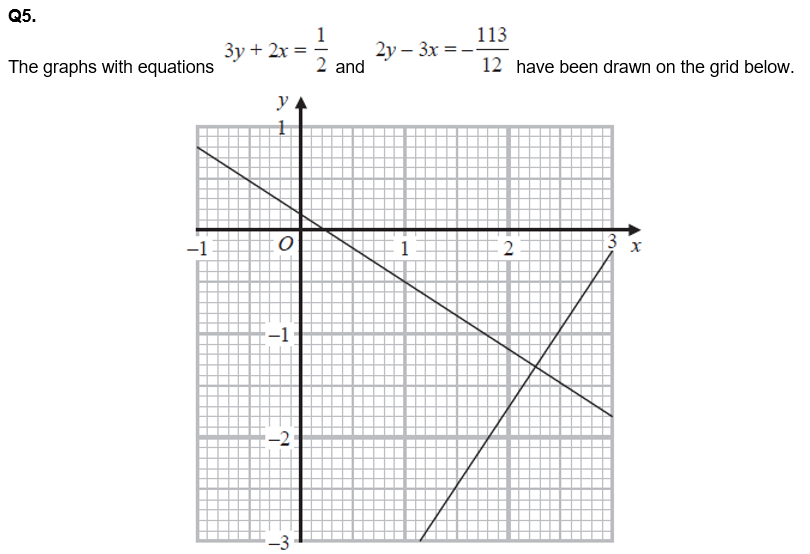 Q5.
The graphs with equations 3y + 2x = 1/2 and 2y – 3x = – 113/12 have been drawn on the grid below.
y
1
–1 O 1 2 3 x
–1
–2
–3